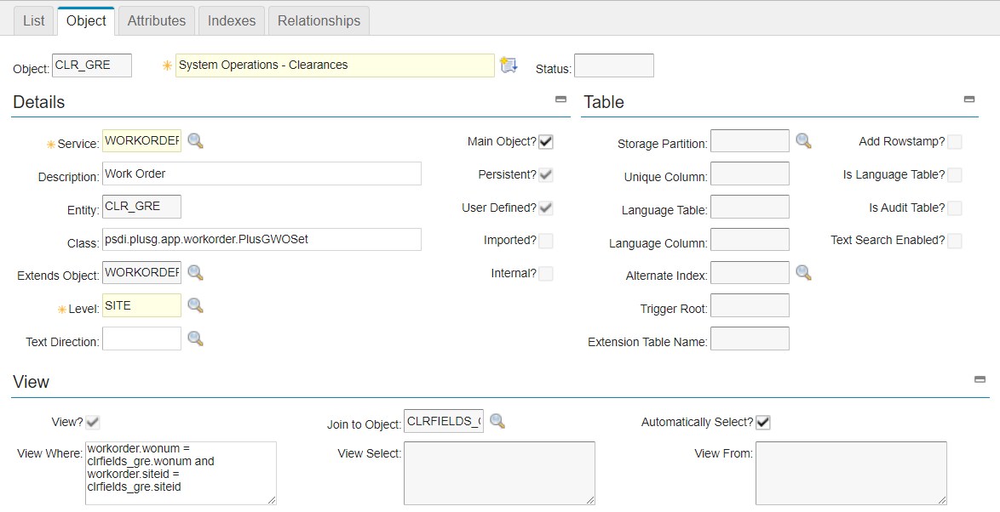 List Object Attributes Indexes Relationships
Object: CLR_GRE System Operations - Clearances Status:
Details
Table
Service: WORKORDER Main Object?
Description: Work Order Persistent?
Entity: CLR_GRE User Defined?
Class: psdi.plusg.app.workorder.PlusGWOSet Imported?
Extends Object: WORKORDER Internal?
Level: SITE
Text Direction:
Storage Partition: Add Rowstamp?
Unique Column: Is Language Table?
Language Table: Is Audit Table?
Language Column: Text Search Enabled?
Alternate Index:
Trigger Root:
Extension Table Name:
View
View? Join to Object: CLRFIELDS_ Automatically Select?
View Where: workorder.wonum =
clrfields_gre.wonum and
workorder.siteid =
clrfields_gre.siteid
View Select: View From: